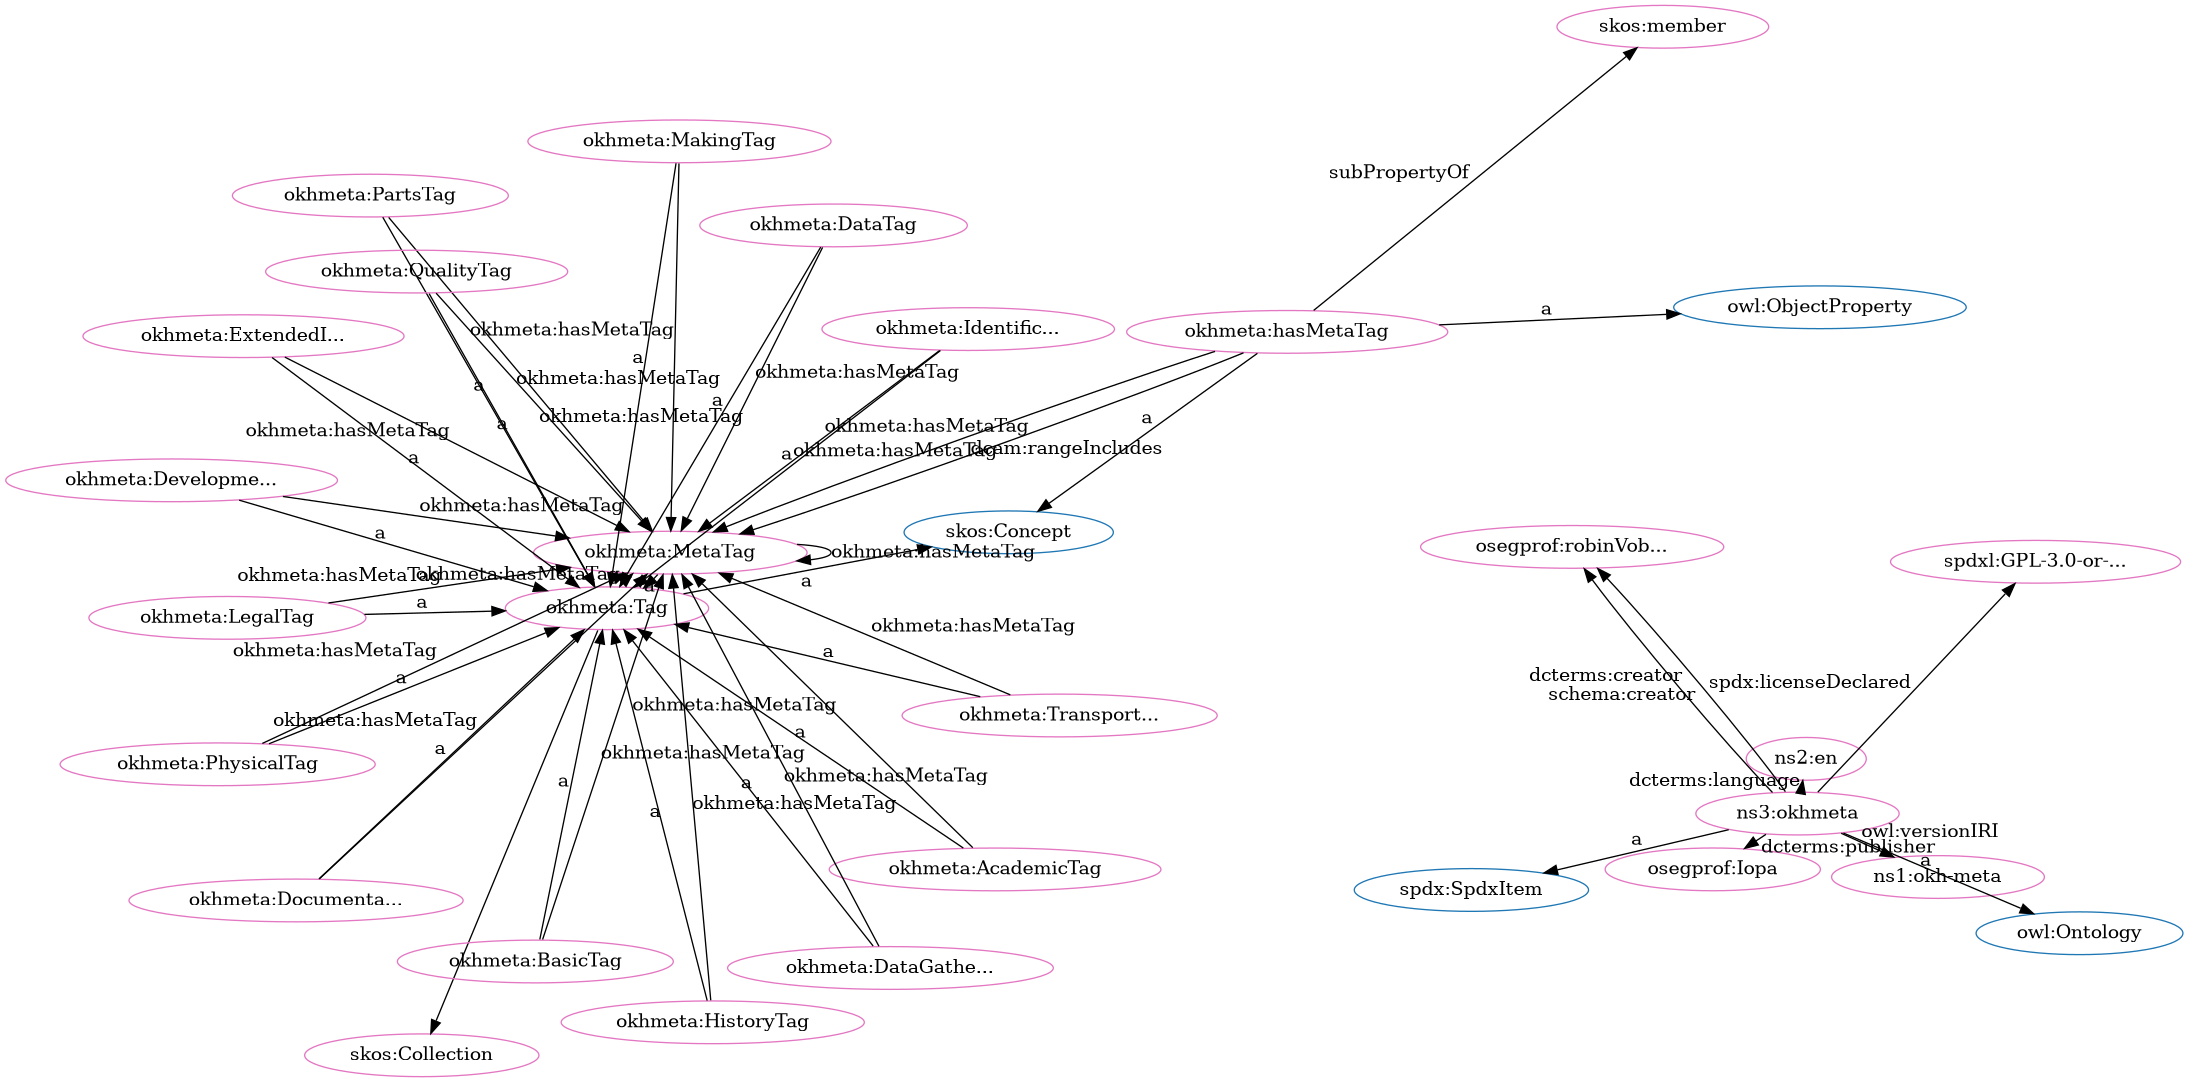 skos:member
okhmeta:MakingTag
subPropertyOf
okhmeta:PartsTag
okhmeta:DataTag
okhmeta:QualityTag
owl:ObjectProperty
a
okhmeta:Identific...
okhmeta:hasMetaTag
okhmeta:hasMetaTag
okhmeta:ExtendedI...
a
okhmeta:hasMetaTag
okhmeta:hasMetaTag
a
a
okhmeta:hasMetaTag
a
a
okhmeta:hasMetaTag
okhmeta:hasMetaTag
dcam:rangeIncludes
okhmeta:hasMetaTag
a
a
okhmeta:Developme...
okhmeta:hasMetaTag
a
skos:Concept
okhmeta:MetaTag
okhmeta:hasMetaTag
osegprof:robinVob...
spdxl:GPL-3.0-or-...
okhmeta:hasMetaTag
okhmeta:hasMetaTag
a
a
a
okhmeta:Tag
okhmeta:LegalTag
okhmeta:hasMetaTag
okhmeta:hasMetaTag
a
a
dcterms:creator
spdx:licenseDeclared
schema:creator
okhmeta:hasMetaTag
okhmeta:hasMetaTag
okhmeta:Transport...
a
a
okhmeta:hasMetaTag
ns2:en
okhmeta:PhysicalTag
okhmeta:hasMetaTag
dcterms:language
a
a
okhmeta:hasMetaTag
a
ns3:okhmeta
owl:versionIRI
a
dcterms:publisher
a
okhmeta:AcademicTag
osegprof:Iopa
ns1:okh-meta
spdx:SpdxItem
okhmeta:Documenta...
owl:Ontology
okhmeta:BasicTag
okhmeta:DataGathe...
okhmeta:HistoryTag
skos:Collection